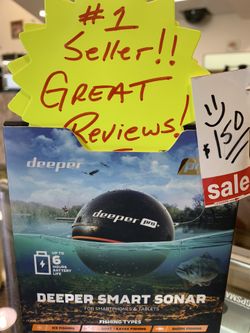 #1
Seller!!
GREAT
Reviews!
$150
sale
deeper
deeper pro+
UP TO
6
HOURS
BATTERY
LIFE
DEEPER SMART SONAR
FOR SMARTPHONES & TABLETS
FISHING TYPES